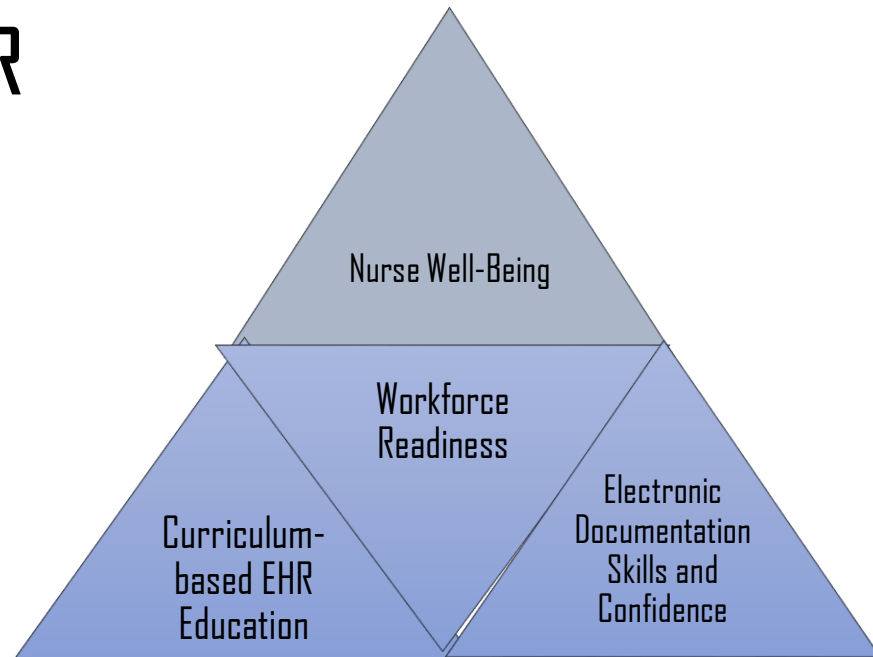 R
Nurse Well-Being
Workforce
Readiness
Electronic
Documentation
Skills and
Confidence
Curriculum-
based EHR
Education